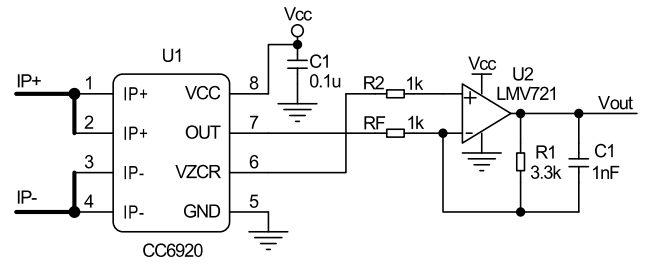 Vcc
U1
C1
0.1u
IP+
1
IP+
VCC
8
R2
1k
Vcc
U2
LMV721
+
Vout
2
IP+
OUT
7
RF
1k
-
3
IP-
VZCR
6
R1
3.3k
C1
1nF
IP-
4
IP-
GND
5
CC6920